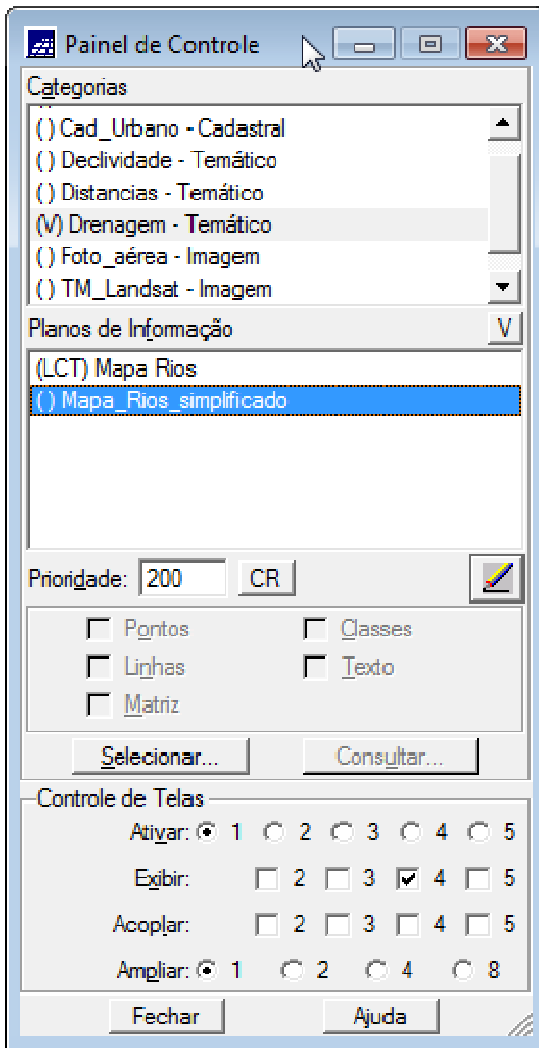 Painel de Controle
Categorias
( ) Cad_Urbano - Cadastral
( ) Declividade - Temático
( ) Distancias - Temático
(V) Drenagem - Temático
( ) Foto_aérea - Imagem
( ) TM_Landsat - Imagem
Planos de Informação V
(LCT) Mapa Rios
( ) Mapa_Rios_simplificado
Prioridade: 200 CR
Pontos Classes
Linhas Texto
Matriz
Selecionar... Consultar...
Controle de Telas
Ativar: 1 2 3 4 5
Exibir: 2 3 4 5
Acoplar: 2 3 4 5
Ampliar: 1 2 4 8
Fechar Ajuda